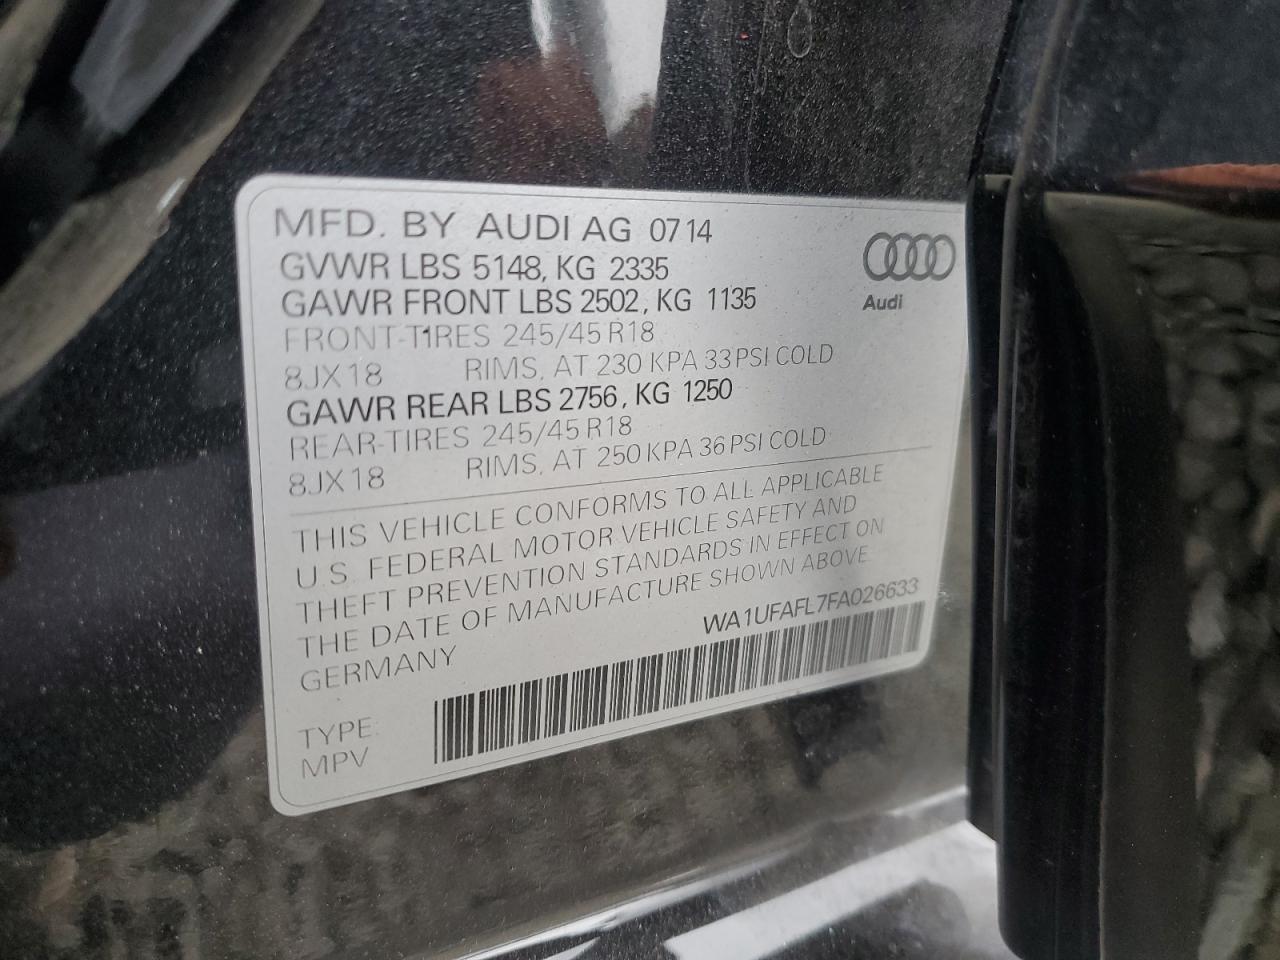 MFD. BY AUDI AG 0714
GVWR LBS 5148, KG 2335
GAWR FRONT LBS 2502, KG 1135
FRONT-TIRES 245/45 R18
8JX18 RIMS, AT 230 KPA 33 PSI COLD
GAWR REAR LBS 2756, KG 1250
REAR-TIRES 245/45 R18
8JX18 RIMS, AT 250 KPA 36 PSI COLD
Audi
THIS VEHICLE CONFORMS TO ALL APPLICABLE
U.S. FEDERAL MOTOR VEHICLE SAFETY AND
THEFT PREVENTION STANDARDS IN EFFECT ON
THE DATE OF MANUFACTURE SHOWN ABOVE
GERMANY
WA1UFAFL7FA026633
TYPE:
MPV